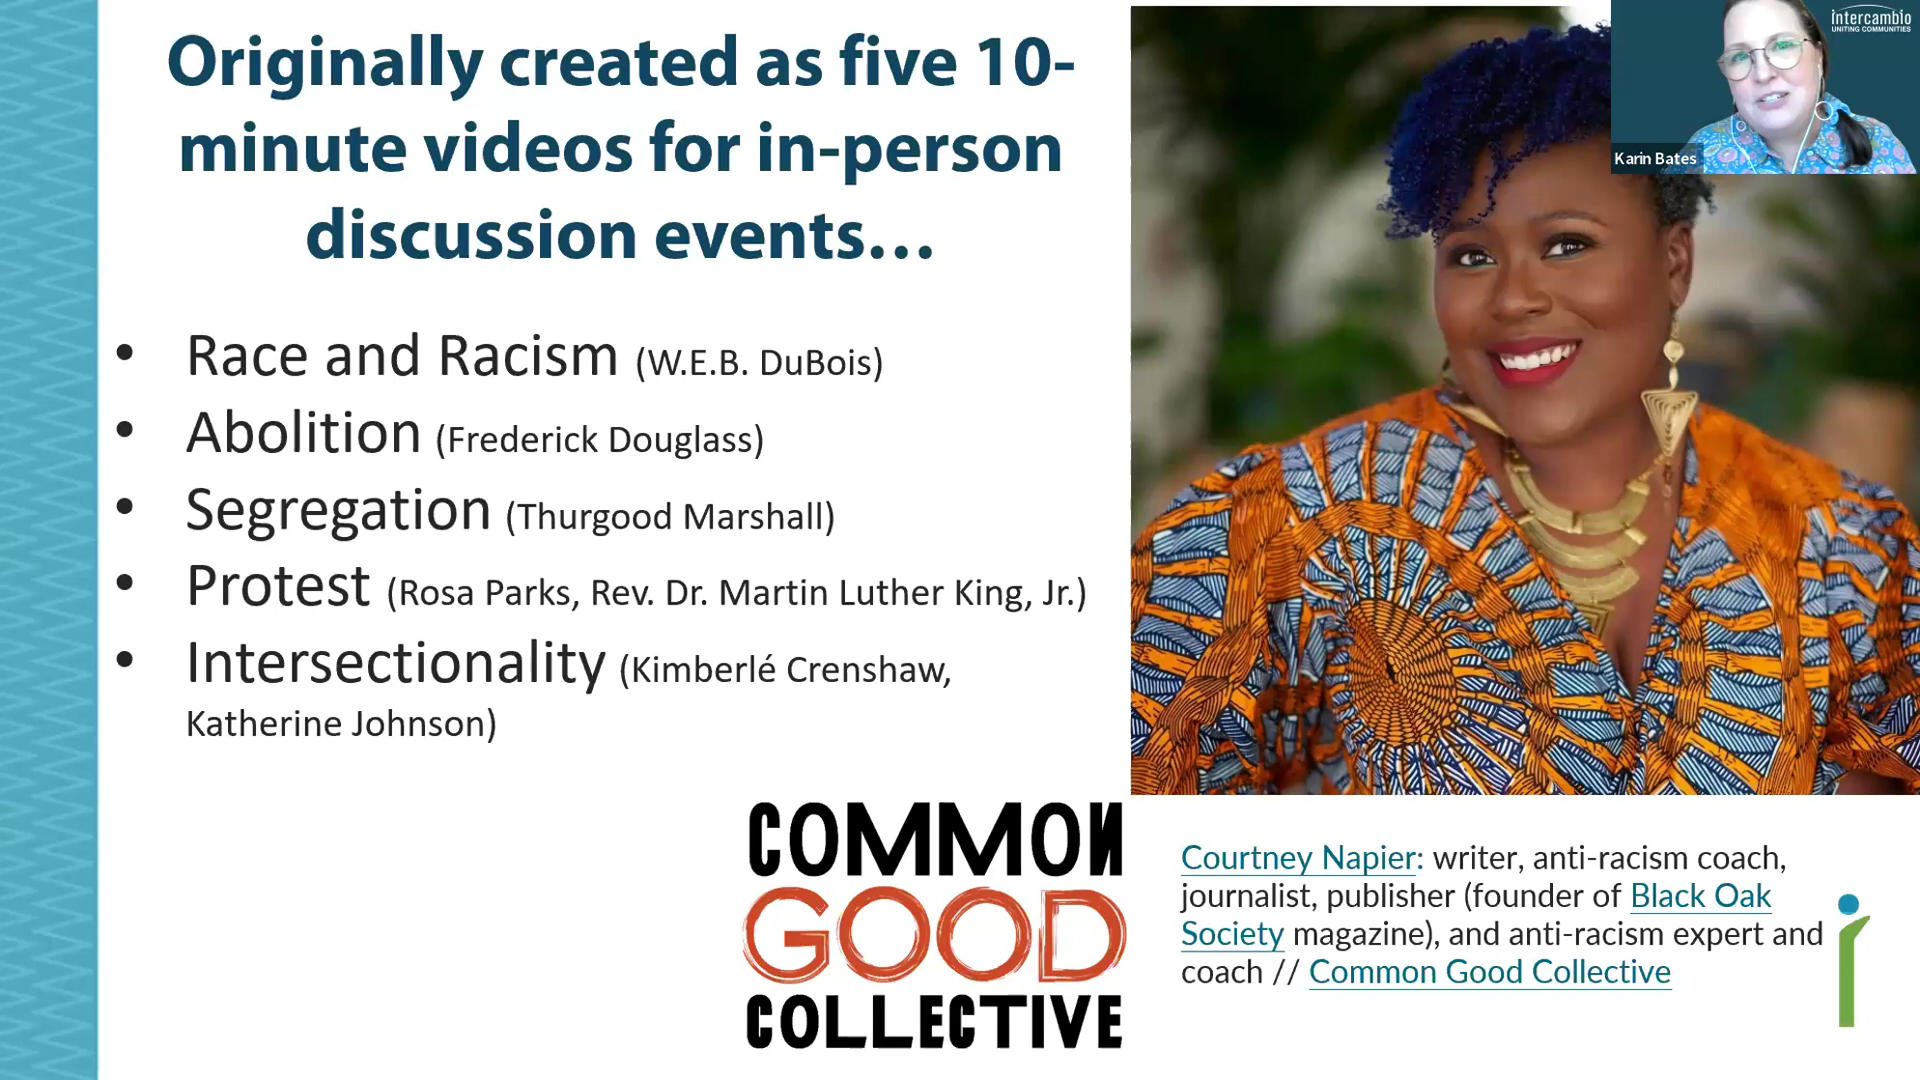 Originally created as five 10-
minute videos for in-person
discussion events…
• Race and Racism (W.E.B. DuBois)
• Abolition (Frederick Douglass)
• Segregation (Thurgood Marshall)
• Protest (Rosa Parks, Rev. Dr. Martin Luther King, Jr.)
• Intersectionality (Kimberlé Crenshaw,
Katherine Johnson)
COMMON
GOOD
COLLECTIVE
intercambio
UNITING COMMUNITIES
Karin Bates
Courtney Napier: writer, anti-racism coach,
journalist, publisher (founder of Black Oak
Society magazine), and anti-racism expert and
coach // Common Good Collective